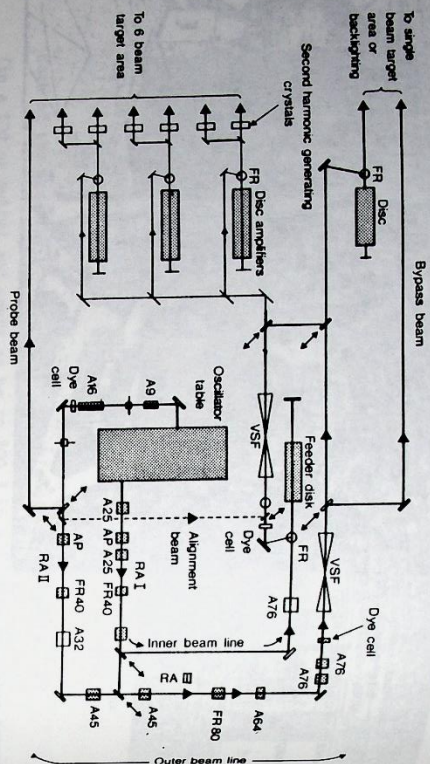 To single
beam target
area or
backlighting
Bypass beam
FR
Disc
Second harmonic generating
crystals
To 6 beam
target area
FR
Disc amplifiers
Probe beam
VSF
Feeder disk
FR
VSF
Dye cell
Dye
cell
A76
A76
A76
Oscillator
table
A9
A16
Dye
cell
A25
AP
A25
RA I
FR40
Alignment
beam
Inner beam line
AP
RA II
FR40
A32
A45
A45
RA III
FR80
A64
Outer beam line